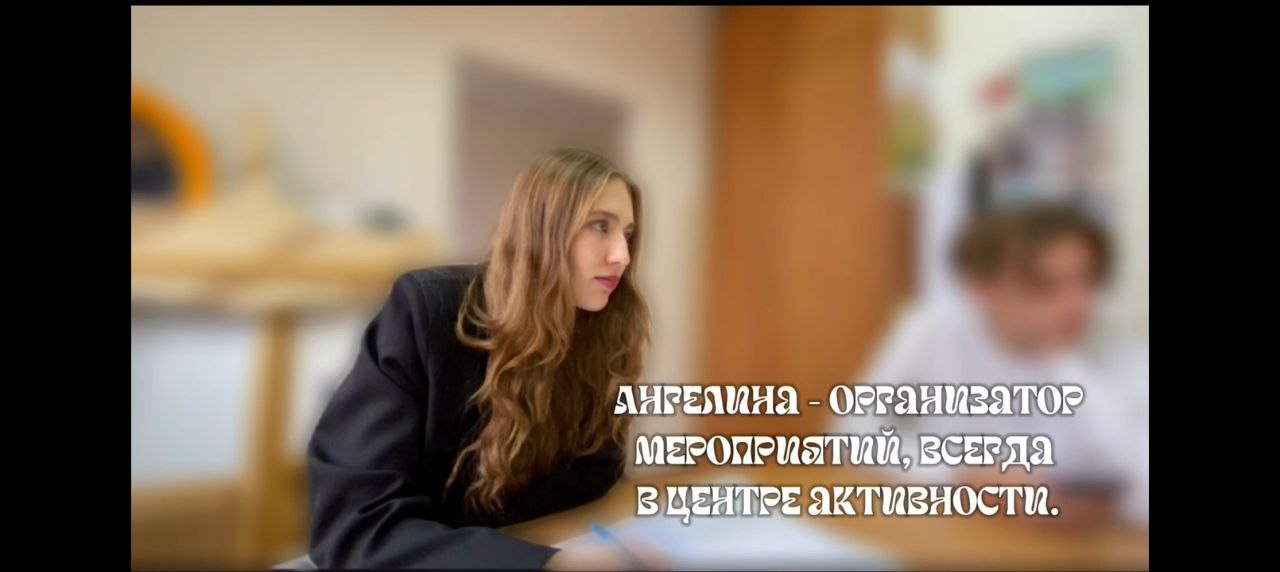 АНГЕЛИНА - ОРГАНИЗАТОР
МЕРОПРИЯТИЙ, ВСЕГДА
В ЦЕНТРЕ АКТИВНОСТИ.